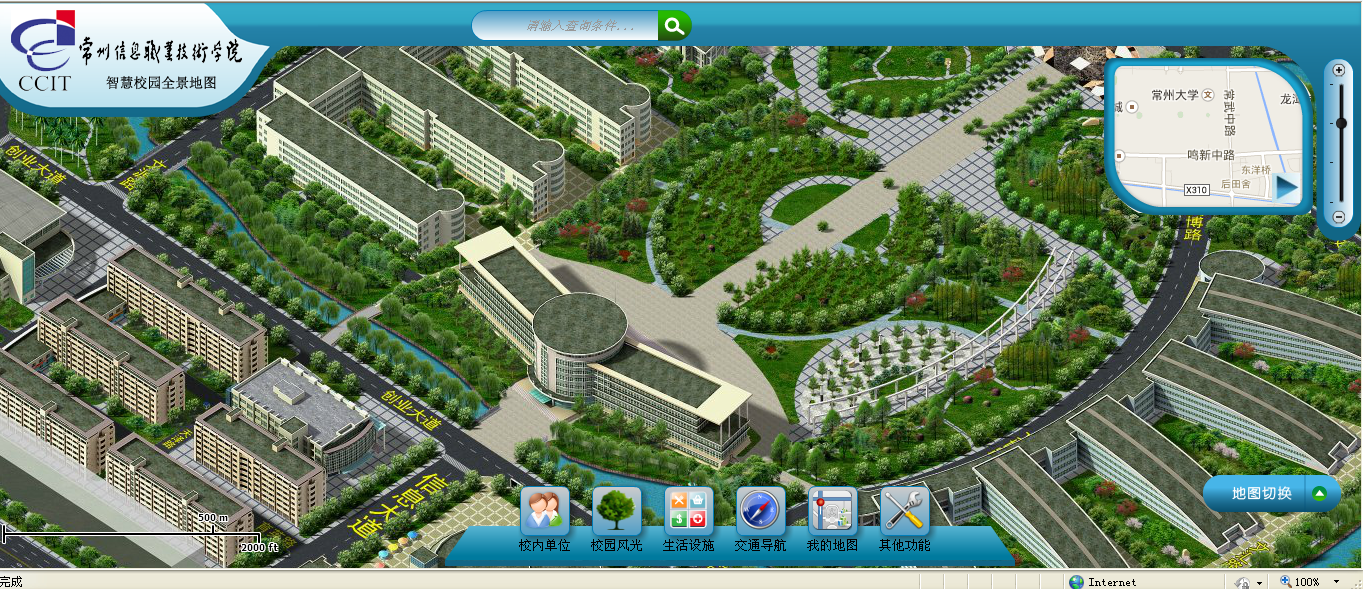 常州信息职业技术学院
CCIT
智慧校园全景地图
请输入查询条件...
常州大学
文
常武中路
鸣新中路
东洋桥
后田舍
X310
创业大道
创业大道
信息大道
500 m
2000 ft
地图切换
校内单位
校园风光
生活设施
交通导航
我的地图
其他功能
完成
Internet
100%